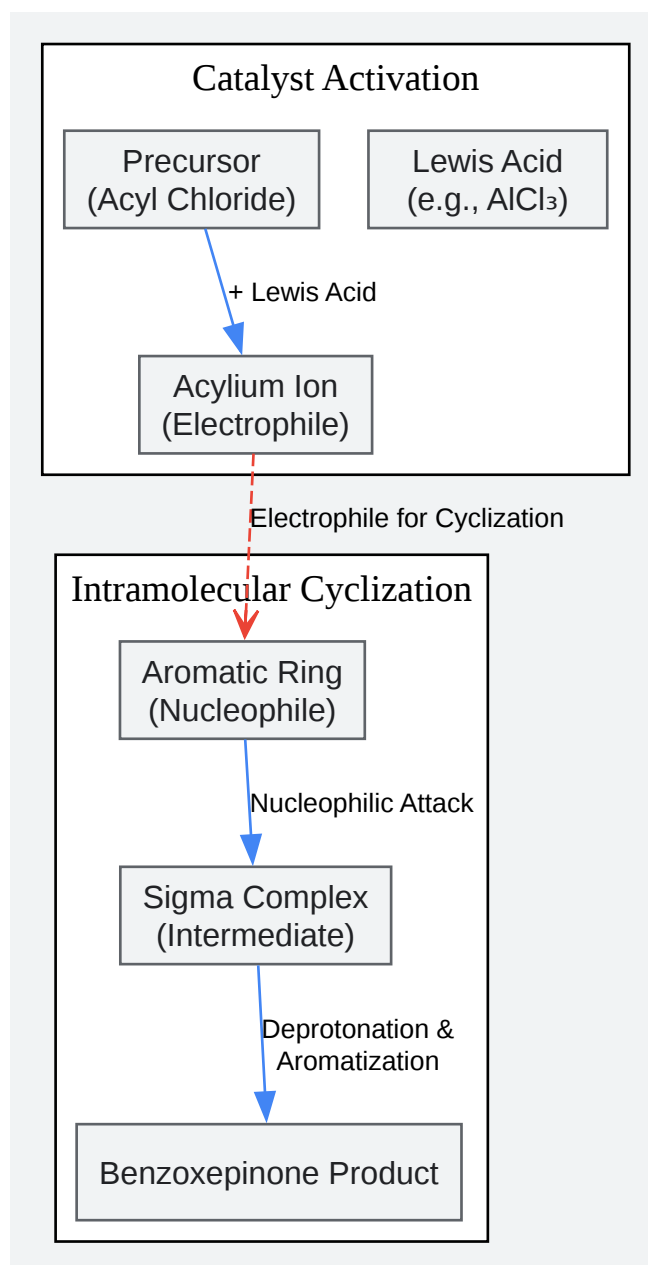 Catalyst Activation
Precursor
(Acyl Chloride)
Lewis Acid
(e.g., AlCl₃)
+ Lewis Acid
Acylium Ion
(Electrophile)
Electrophile for Cyclization
Intramolecular Cyclization
Aromatic Ring
(Nucleophile)
Nucleophilic Attack
Sigma Complex
(Intermediate)
Deprotonation &
Aromatization
Benzoxepinone Product